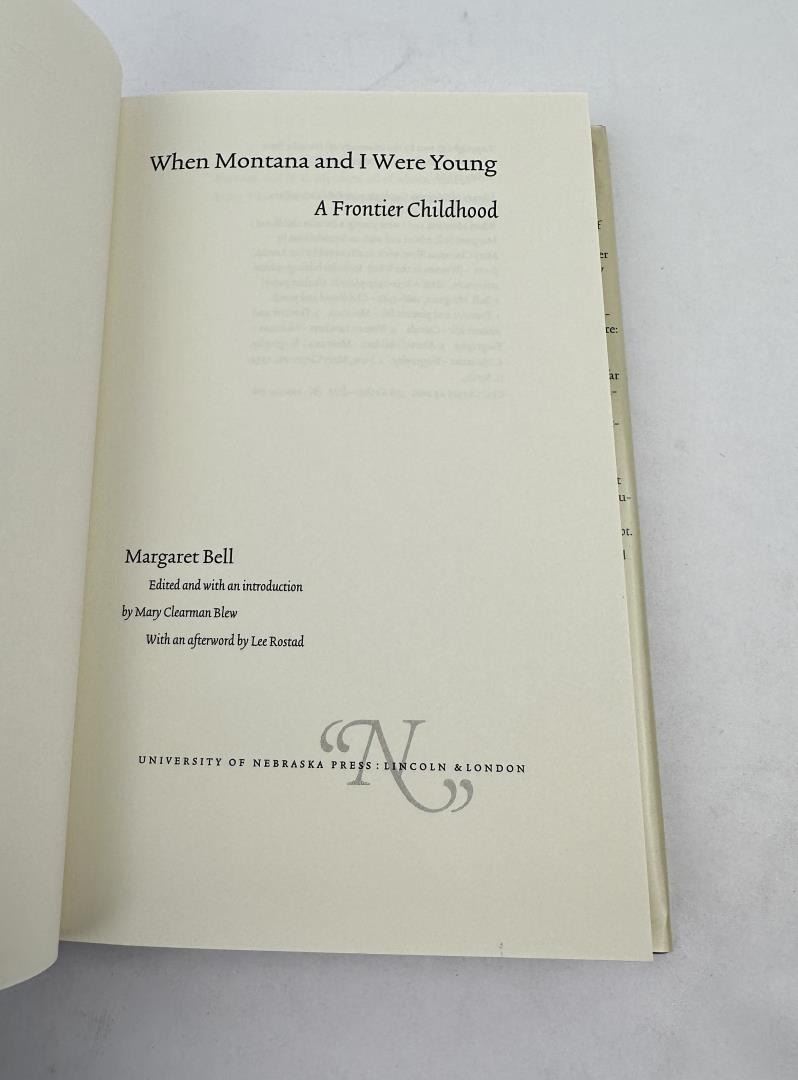 When Montana and I Were Young
A Frontier Childhood
Margaret Bell
Edited and with an introduction
by Mary Clearman Blew
With an afterword by Lee Rostad
“N”
UNIVERSITY OF NEBRASKA PRESS : LINCOLN & LONDON